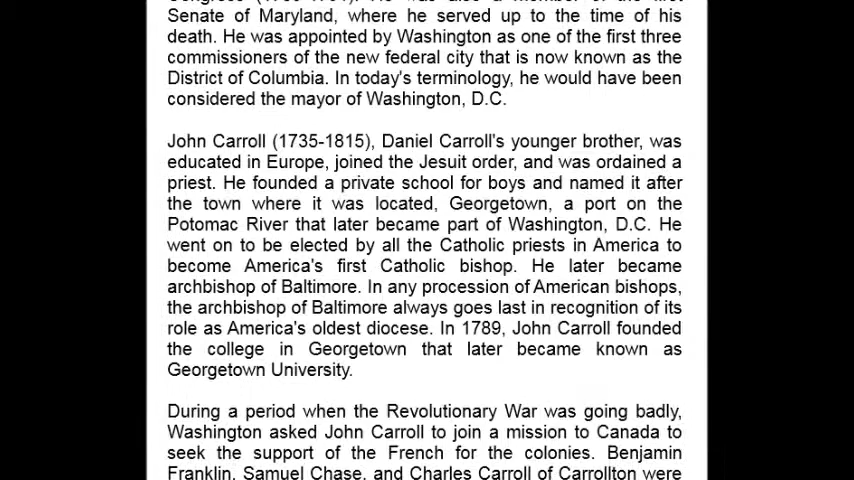 Senate of Maryland, where he served up to the time of his
death. He was appointed by Washington as one of the first three
commissioners of the new federal city that is now known as the
District of Columbia. In today's terminology, he would have been
considered the mayor of Washington, D.C.
John Carroll (1735-1815), Daniel Carroll's younger brother, was
educated in Europe, joined the Jesuit order, and was ordained a
priest. He founded a private school for boys and named it after
the town where it was located, Georgetown, a port on the
Potomac River that later became part of Washington, D.C. He
went on to be elected by all the Catholic priests in America to
become America's first Catholic bishop. He later became
archbishop of Baltimore. In any procession of American bishops,
the archbishop of Baltimore always goes last in recognition of its
role as America's oldest diocese. In 1789, John Carroll founded
the college in Georgetown that later became known as
Georgetown University.
During a period when the Revolutionary War was going badly,
Washington asked John Carroll to join a mission to Canada to
seek the support of the French for the colonies. Benjamin
Franklin, Samuel Chase, and Charles Carroll of Carrollton were